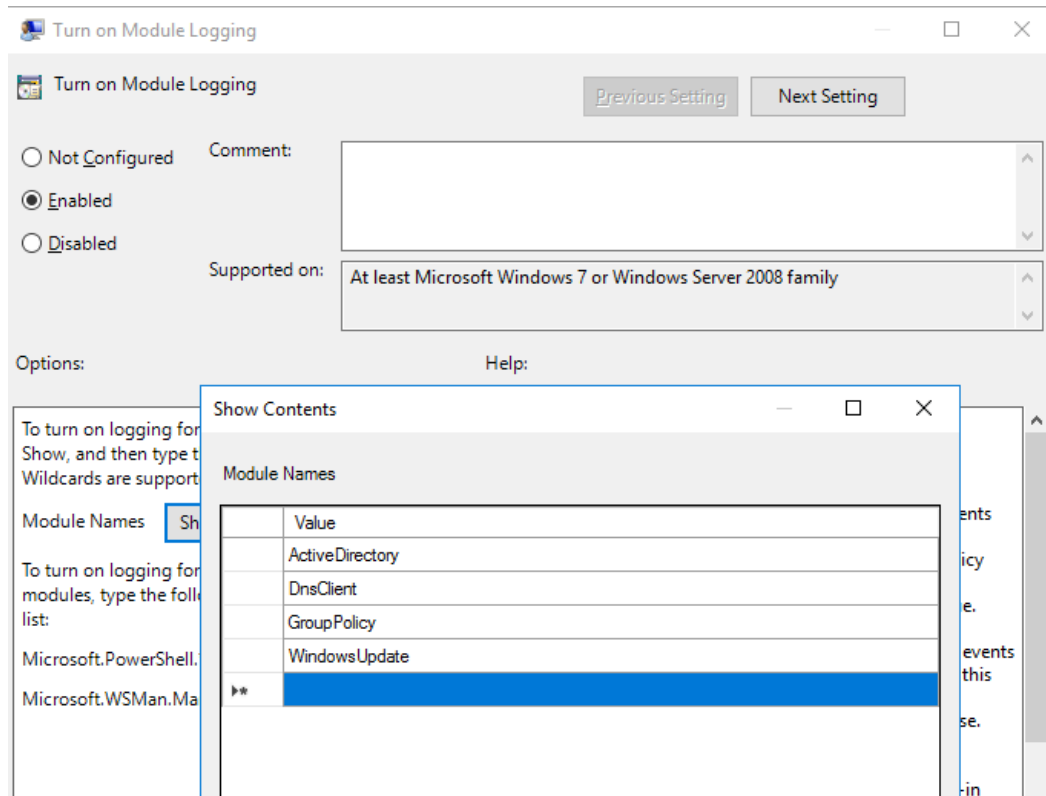 Turn on Module Logging
Turn on Module Logging
Previous Setting
Next Setting
Not Configured
Comment:
Enabled
Disabled
Supported on:
At least Microsoft Windows 7 or Windows Server 2008 family
Options:
Help:
To turn on logging for
Show, and then type t
Wildcards are support
Module Names
Sh
To turn on logging for
modules, type the follo
list:
Microsoft.PowerShell.
Microsoft.WSMan.Ma
Show Contents
Module Names
Value
ActiveDirectory
DnsClient
GroupPolicy
WindowsUpdate
ents
icy
e.
events
this
se.
-in